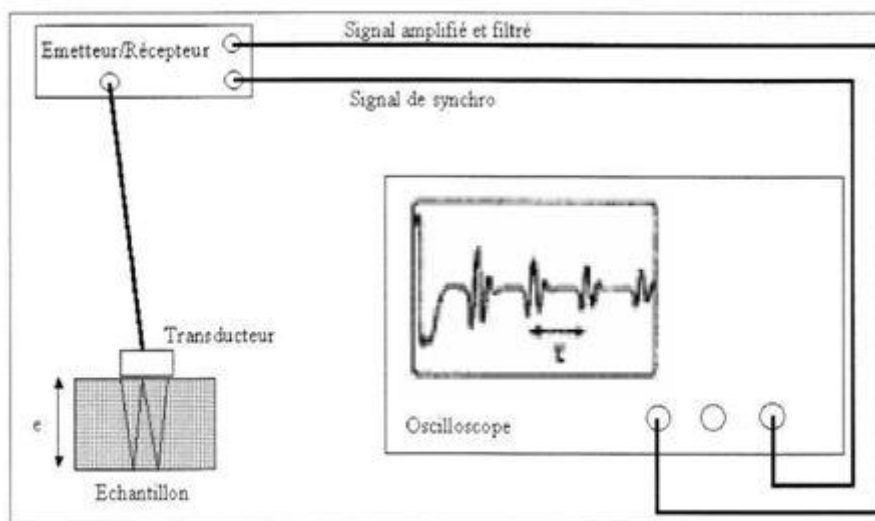 Signal amplifié et filtré
Emetteur/Récepteur
Signal de synchro
Transducteur
e
Echantillon
τ
Oscilloscope